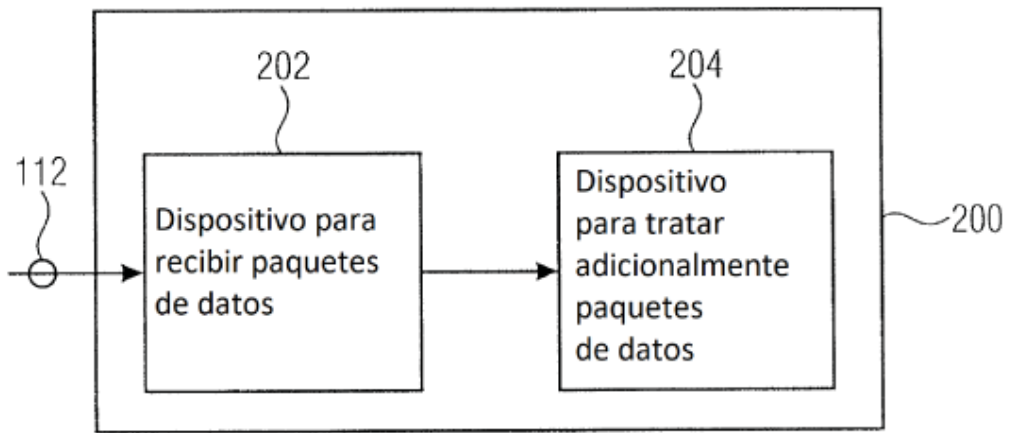 202
204
112
200
Dispositivo para
recibir paquetes
de datos
Dispositivo
para tratar
adicionalmente
paquetes
de datos